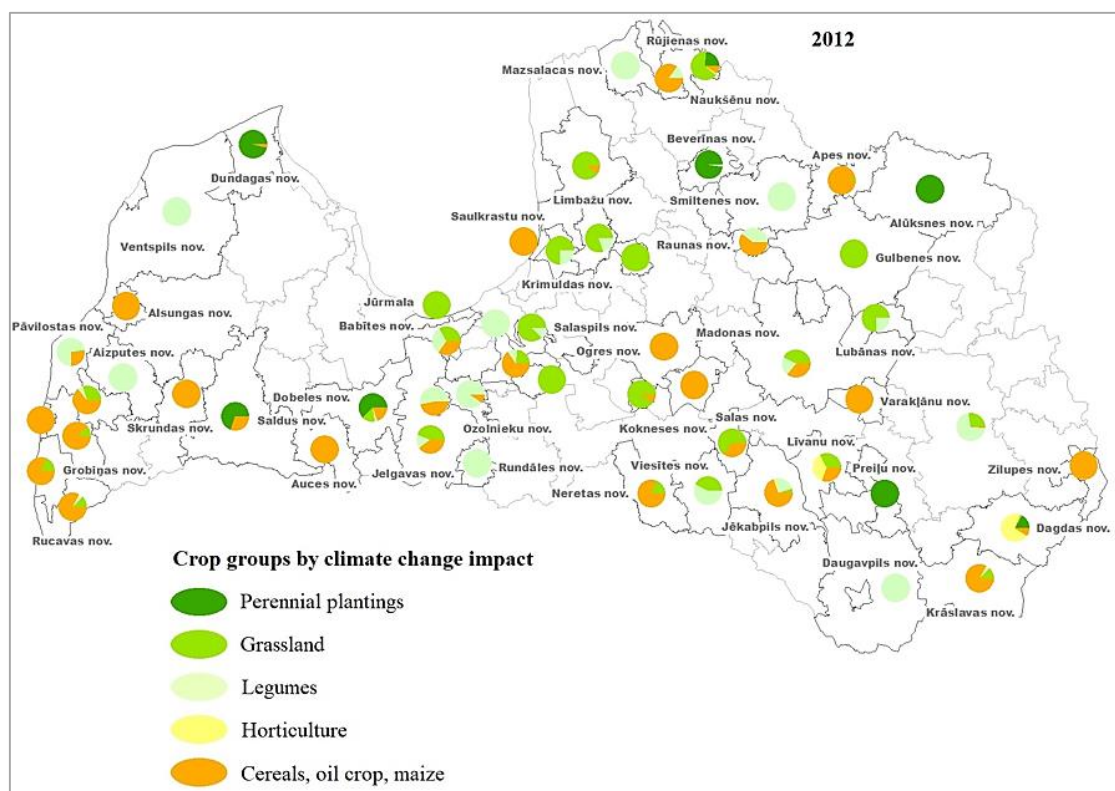 2012
Rūjienas nov.
Mazsalacas nov.
Naukšēnu nov.
Beverīnas nov.
Apes nov.
Dundagas nov.
Limbažu nov.
Smiltenes nov.
Alūksnes nov.
Saulkrastu nov.
Ventspils nov.
Raunas nov.
Gulbenes nov.
Krimuldas nov.
Jūrmala
Alsungas nov.
Pāvilostas nov.
Babītes nov.
Salaspils nov.
Madonas nov.
Aizputes nov.
Ogres nov.
Lubānas nov.
Dobeles nov.
Varakļānu nov.
Skrundas nov.
Saldus nov.
Ozolnieku nov.
Kokneses nov.
Salas nov.
Līvanu nov.
Grobiņas nov.
Auces nov.
Jelgavas nov.
Rundāles nov.
Viesītes nov.
Preiļu nov.
Zilupes nov.
Neretas nov.
Rucavas nov.
Jēkabpils nov.
Dagdas nov.
Daugavpils nov.
Krāslavas nov.
Crop groups by climate change impact
Perennial plantings
Grassland
Legumes
Horticulture
Cereals, oil crop, maize